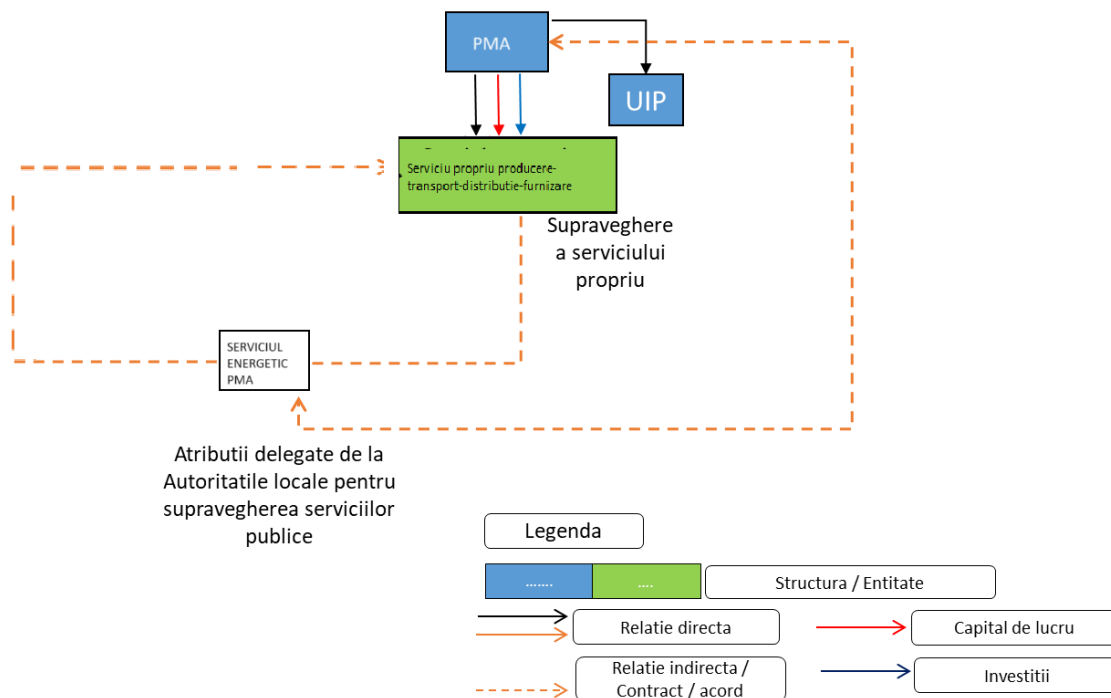 PMA
UIP
Serviciu propriu producere-
transport-distributie-furnizare
Supraveghere
a serviciului
propriu
SERVICIUL
ENERGETIC
PMA
Atributii delegate de la
Autoritatile locale pentru
supravegherea serviciilor
publice
Legenda
....... ....
Structura / Entitate
Relatie directa
Capital de lucru
Relatie indirecta /
Contract / acord
Investitii